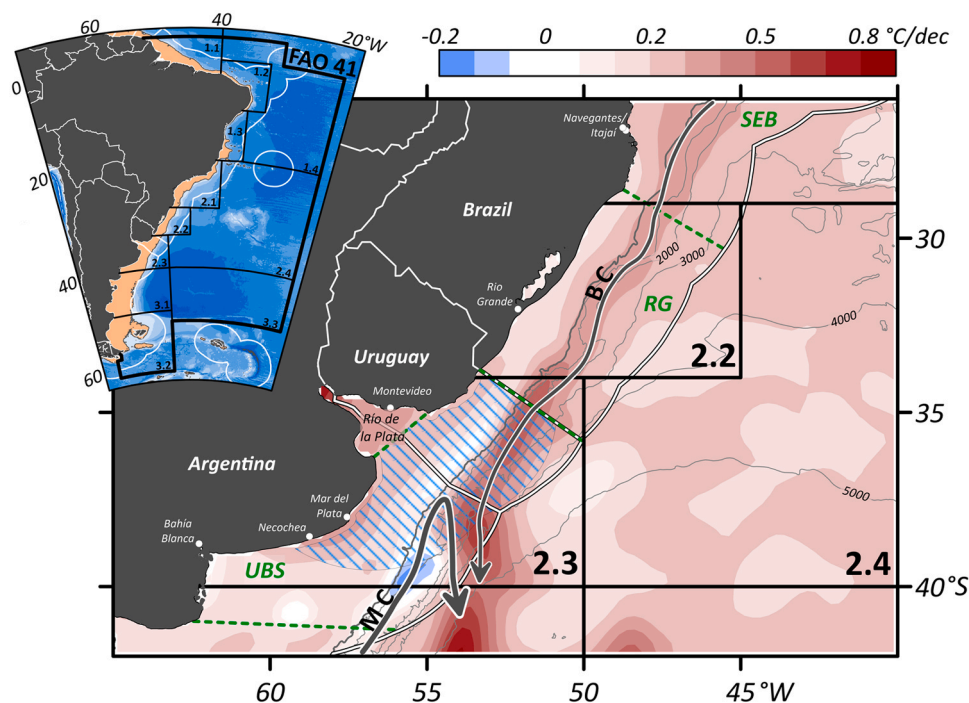 60
40
20°W
-0.2
0
0.2
0.5
0.8 °C/dec
FAO 41
1.1
1.2
0
1.3
1.4
20
2.1
2.2
2.3
2.4
40
3.1
3.3
3.2
60
Navegantes/
Itajaí
SEB
Brazil
30
2000
3000
BC
RG
Rio
Grande
4000
2.2
Uruguay
Montevideo
35
Río de
la Plata
Argentina
Mar del
Plata
5000
Bahía
Blanca
Necochea
UBS
2.3
2.4
40°S
MC
60
55
50
45°W